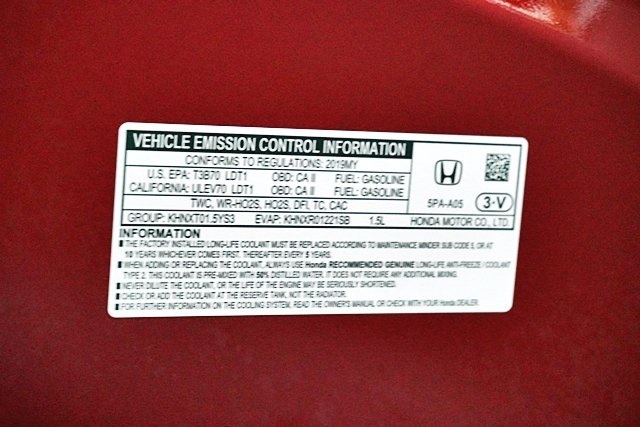 VEHICLE EMISSION CONTROL INFORMATION
CONFORMS TO REGULATIONS: 2019MY
U.S. EPA: T3B70 LDT1 OBD: CA II FUEL: GASOLINE
CALIFORNIA: ULEV70 LDT1 OBD: CA II FUEL: GASOLINE
TWC, WR-HO2S, HO2S, DFI, TC, CAC
5PA-A05 3·V
GROUP: KHNXT01.5YS3 EVAP: KHNXR01221SB 1.5L HONDA MOTOR CO., LTD.
INFORMATION
THE FACTORY INSTALLED LONG-LIFE COOLANT MUST BE REPLACED ACCORDING TO MAINTENANCE MINDER SUB CODE 5, OR AT
10 YEARS WHICHEVER COMES FIRST. THEREAFTER EVERY 5 YEARS.
WHEN ADDING OR REPLACING THE COOLANT, ALWAYS USE Honda RECOMMENDED GENUINE LONG-LIFE ANTI-FREEZE / COOLANT
TYPE 2. THIS COOLANT IS PRE-MIXED WITH 50% DISTILLED WATER. IT DOES NOT REQUIRE ANY ADDITIONAL MIXING.
NEVER DILUTE THE COOLANT, OR THE LIFE OF THE ENGINE MAY BE SERIOUSLY SHORTENED.
CHECK OR ADD THE COOLANT AT THE RESERVE TANK, NOT THE RADIATOR.
FOR FURTHER INFORMATION ON THE COOLING SYSTEM, READ THE OWNER'S MANUAL OR CHECK WITH YOUR Honda DEALER.